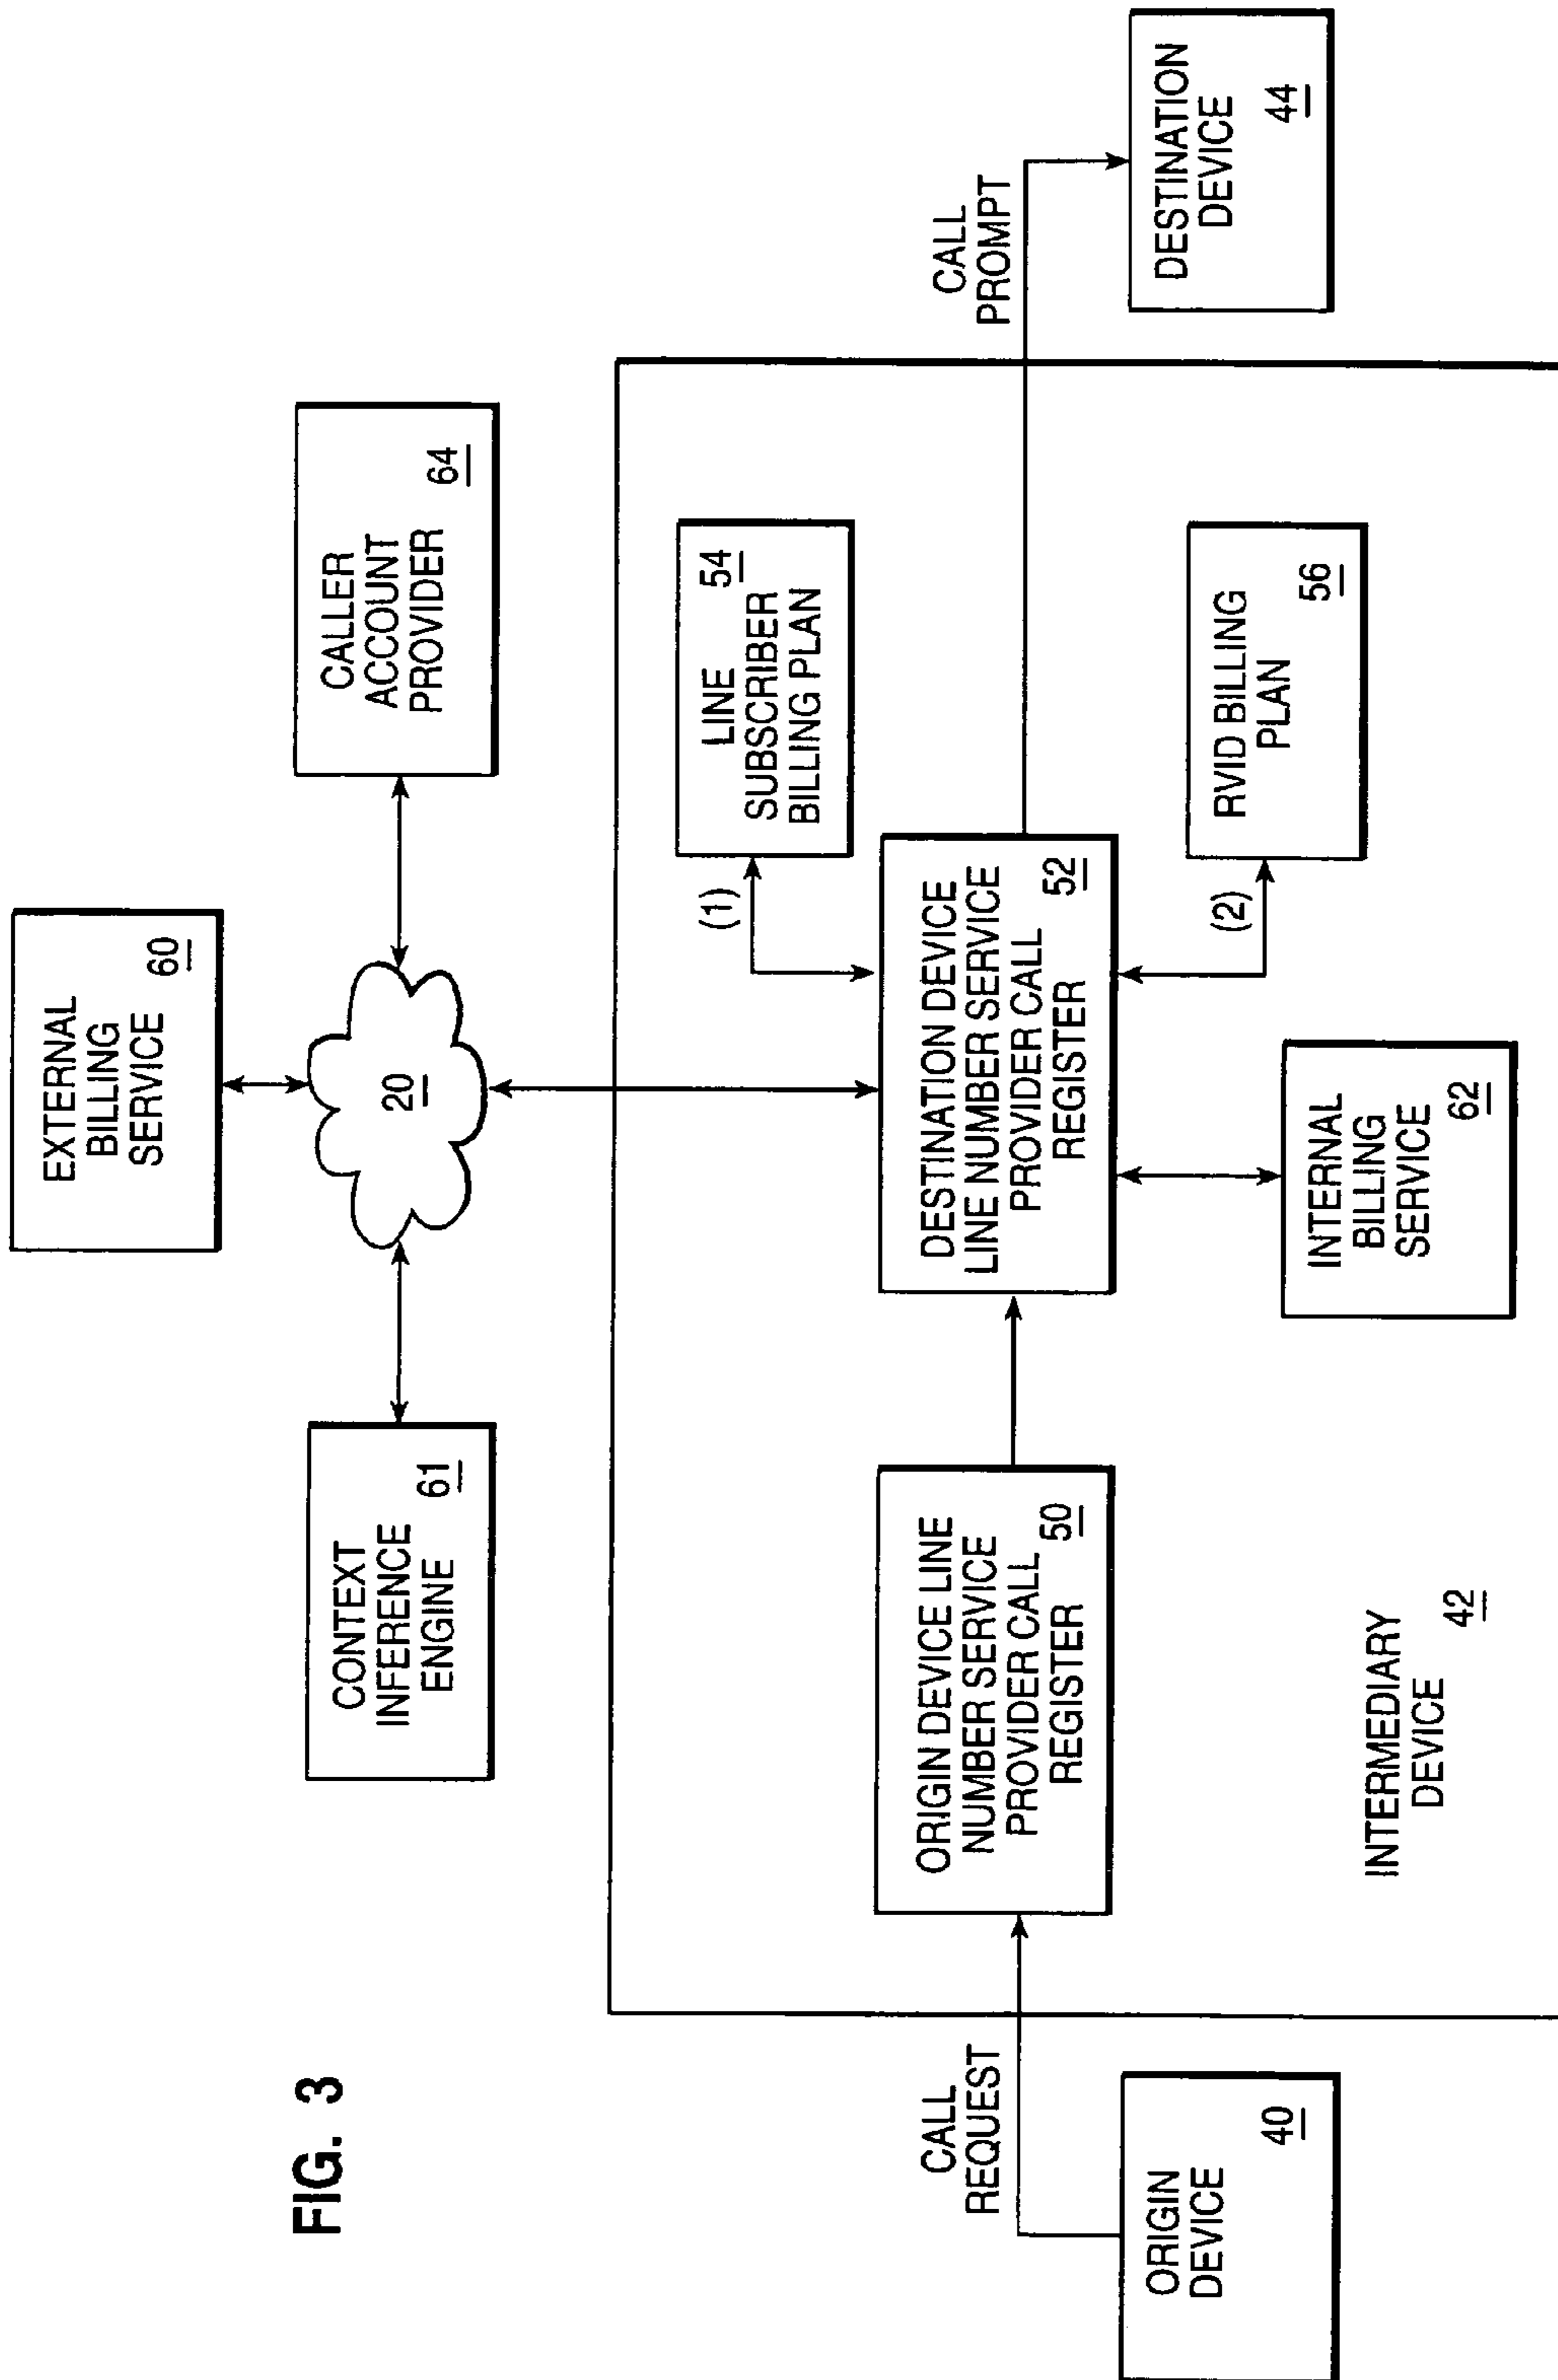 FIG. 3
EXTERNAL
BILLING
SERVICE
60
CONTEXT
INFERENCE
ENGINE
61
20
CALLER
ACCOUNT
PROVIDER
64
CALL
REQUEST
ORIGIN
DEVICE
40
ORIGIN DEVICE LINE
NUMBER SERVICE
PROVIDER CALL
REGISTER
50
DESTINATION DEVICE
LINE NUMBER SERVICE
PROVIDER CALL
REGISTER
52
(1)
LINE
SUBSCRIBER
BILLING PLAN
54
(2)
RVID BILLING
PLAN
56
INTERNAL
BILLING
SERVICE
62
INTERMEDIARY
DEVICE
42
CALL
PROMPT
DESTINATION
DEVICE
44